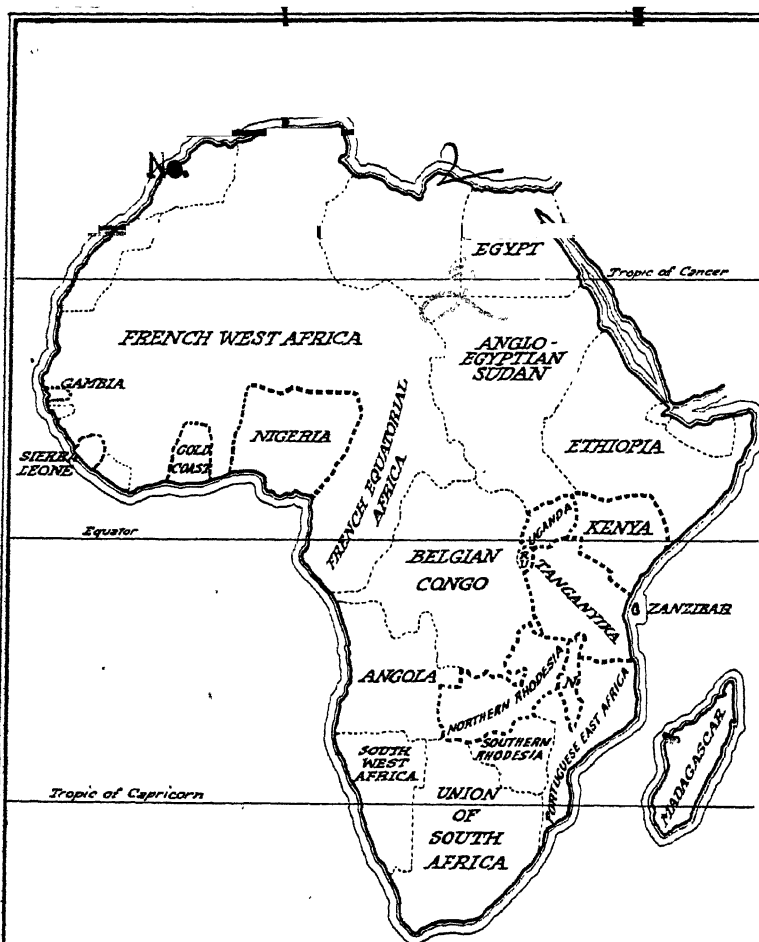 N.
EGYPT
Tropic of Cancer
FRENCH WEST AFRICA
ANGLO-
EGYPTIAN
SUDAN
GAMBIA
SIERRA
LEONE
GOLD
COAST
NIGERIA
FRENCH EQUATORIAL
AFRICA
ETHIOPIA
Equator
UGANDA
KENYA
BELGIAN
CONGO
TANGANYIKA
ZANZIBAR
ANGOLA
NORTHERN RHODESIA
N.
PORTUGUESE EAST AFRICA
SOUTH
WEST
AFRICA
SOUTHERN
RHODESIA
MADAGASCAR
Tropic of Capricorn
UNION
OF
SOUTH
AFRICA